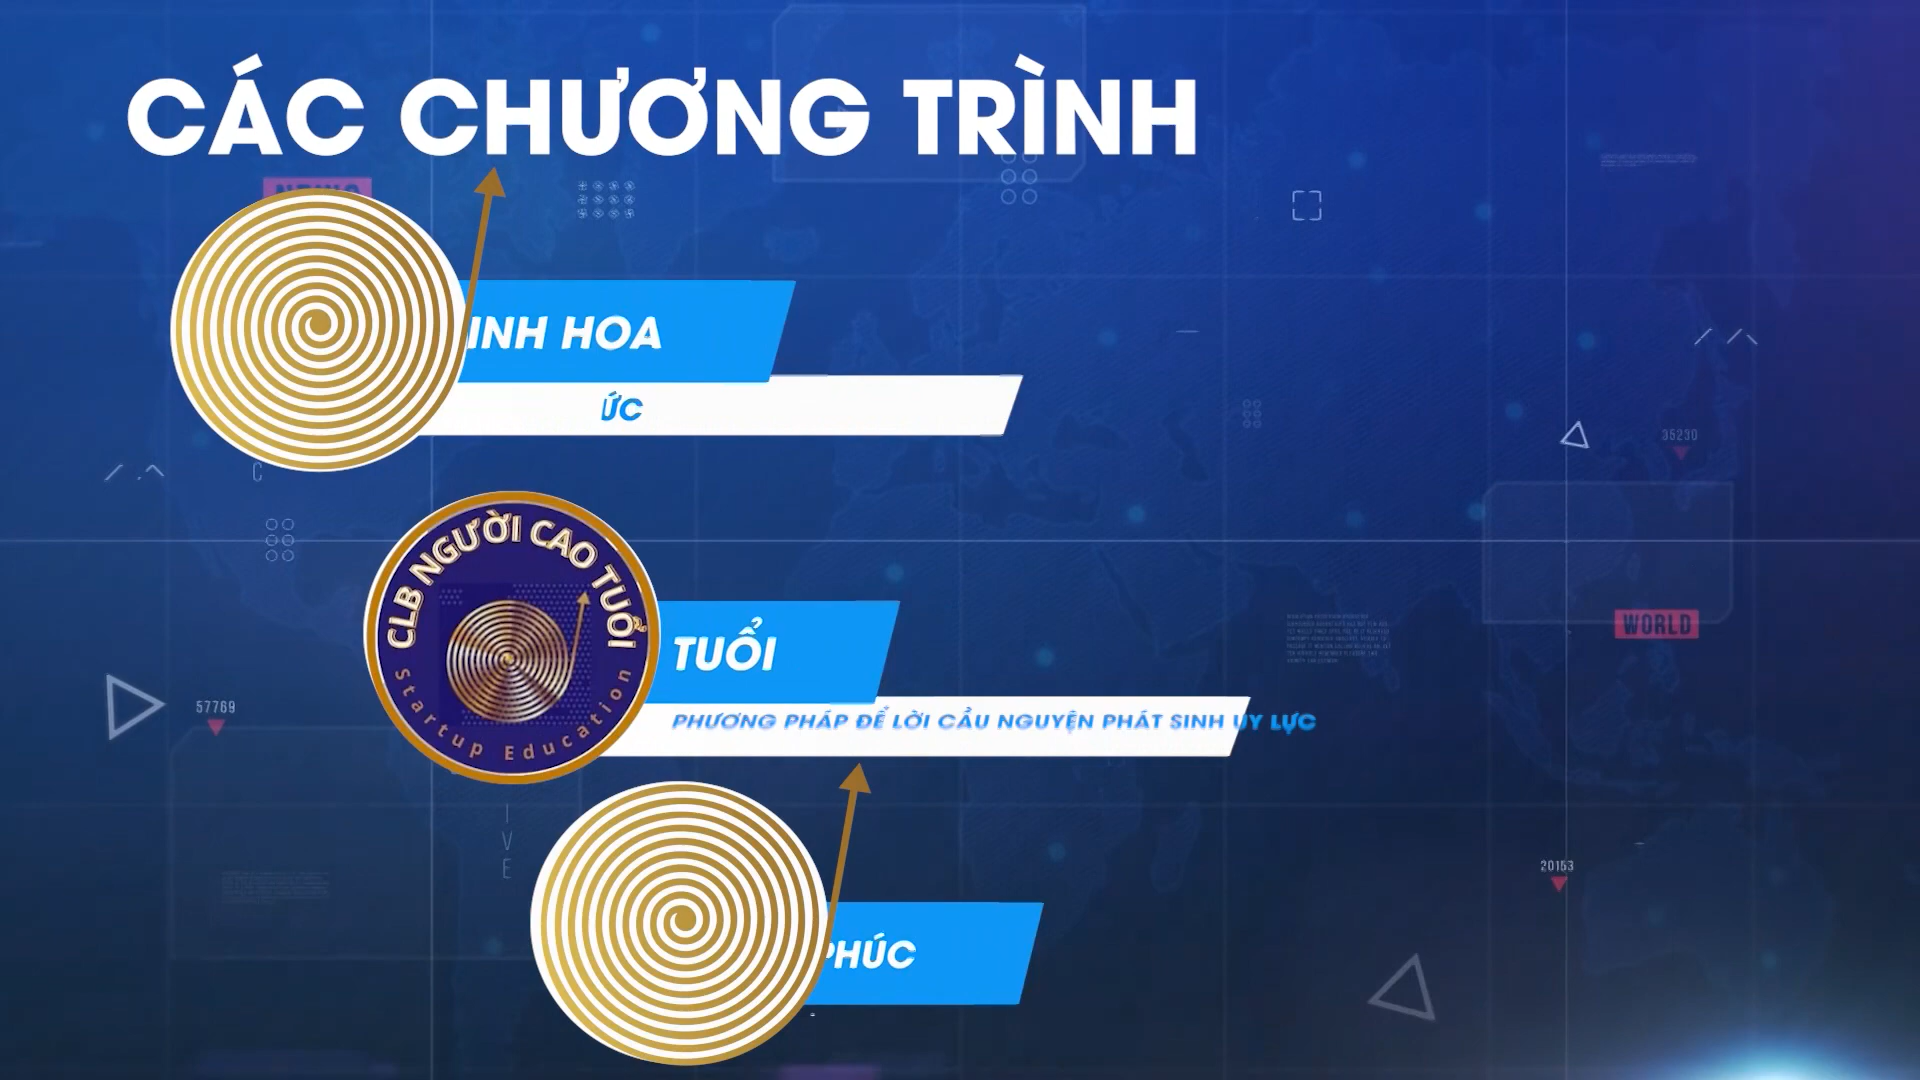 CÁC CHƯƠNG TRÌNH
INH HOA
ỨC
35230
CLB NGƯỜI CAO TUỔI
Startup Education
WORLD
TUỔI
57769
PHƯƠNG PHÁP ĐỂ LỜI CẦU NGUYỆN PHÁT SINH UY LỰC
20153
PHÚC